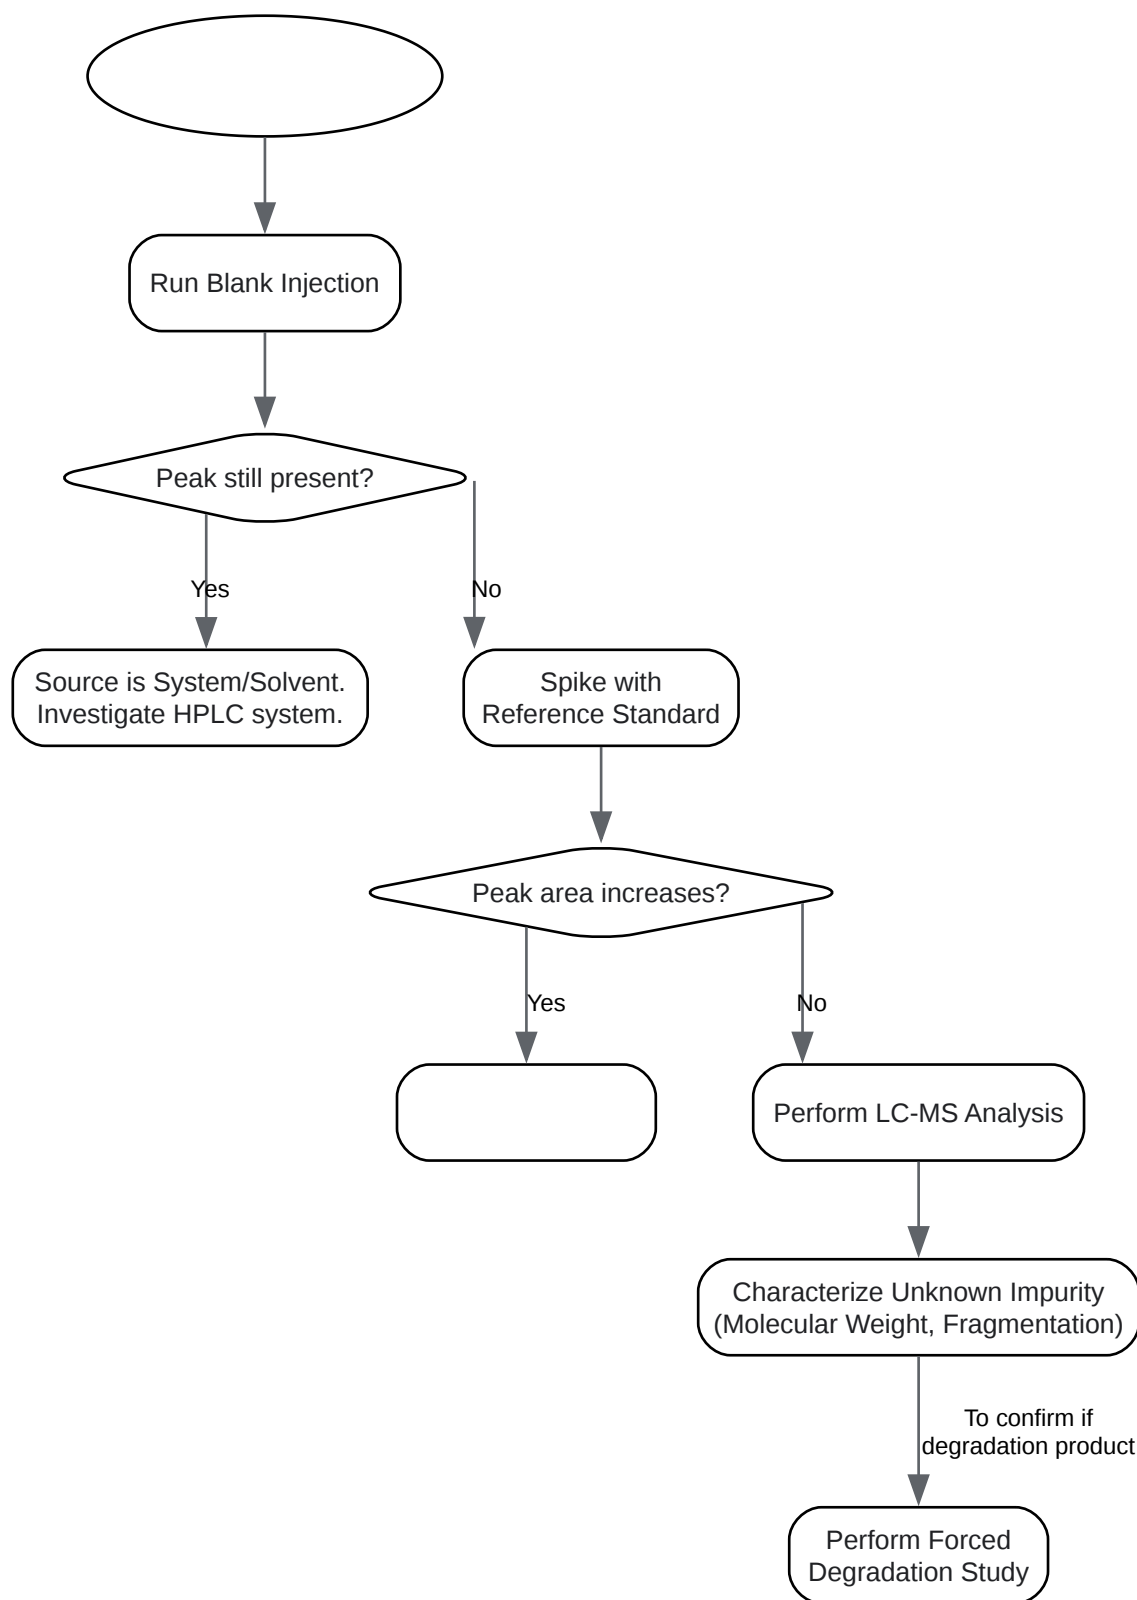 Run Blank Injection
Peak still present?
Yes
No
Source is System/Solvent.
Investigate HPLC system.
Spike with
Reference Standard
Peak area increases?
Yes
No
Perform LC-MS Analysis
Characterize Unknown Impurity
(Molecular Weight, Fragmentation)
To confirm if
degradation product
Perform Forced
Degradation Study